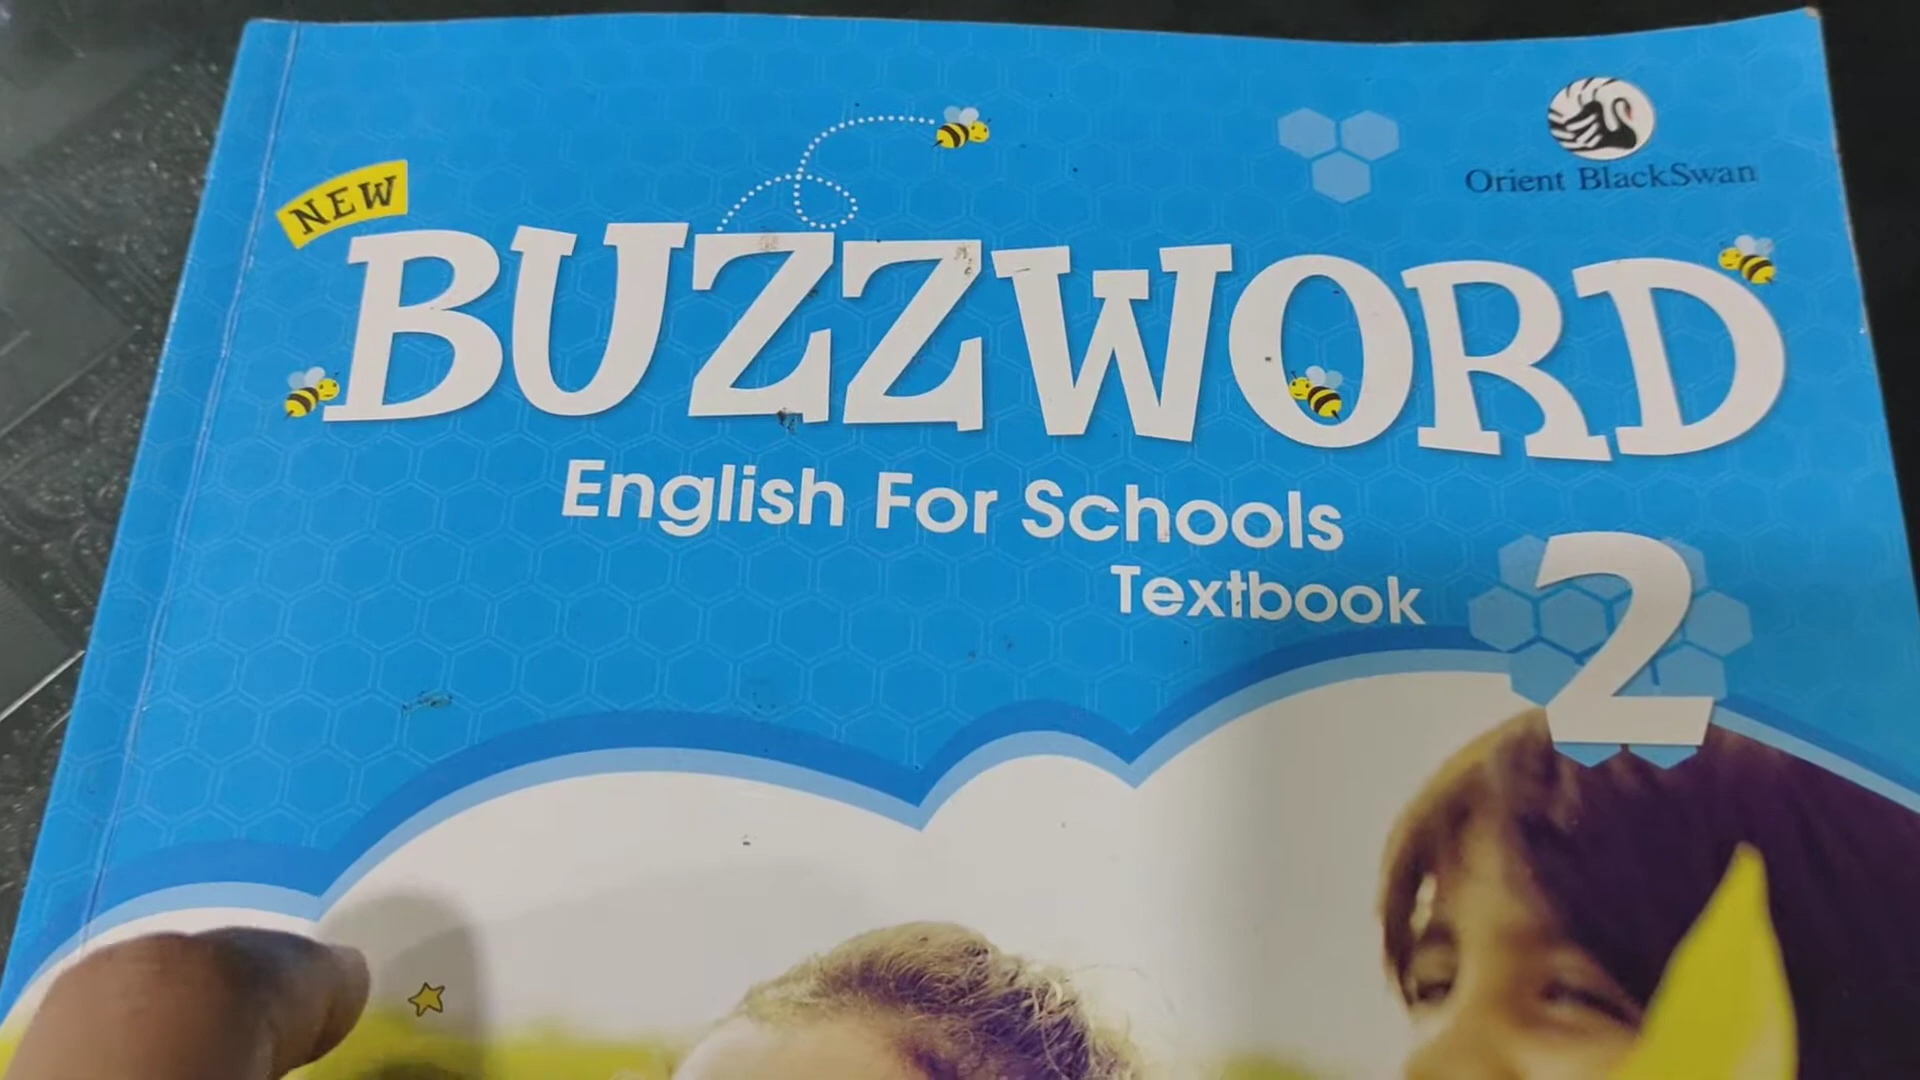 Orient BlackSwan
NEW
BUZZWORD
English For Schools
Textbook 2